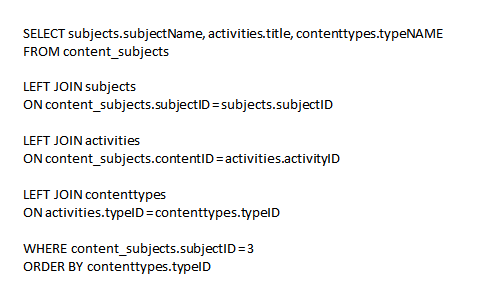 SELECT subjects.subjectName, activities.title, contenttypes.typeNAME
FROM content_subjects
LEFT JOIN subjects
ON content_subjects.subjectID=subjects.subjectID
LEFT JOIN activities
ON content_subjects.contentID=activities.activityID
LEFT JOIN contenttypes
ON activities.typeID=contenttypes.typeID
WHERE content_subjects.subjectID=3
ORDER BY contenttypes.typeID